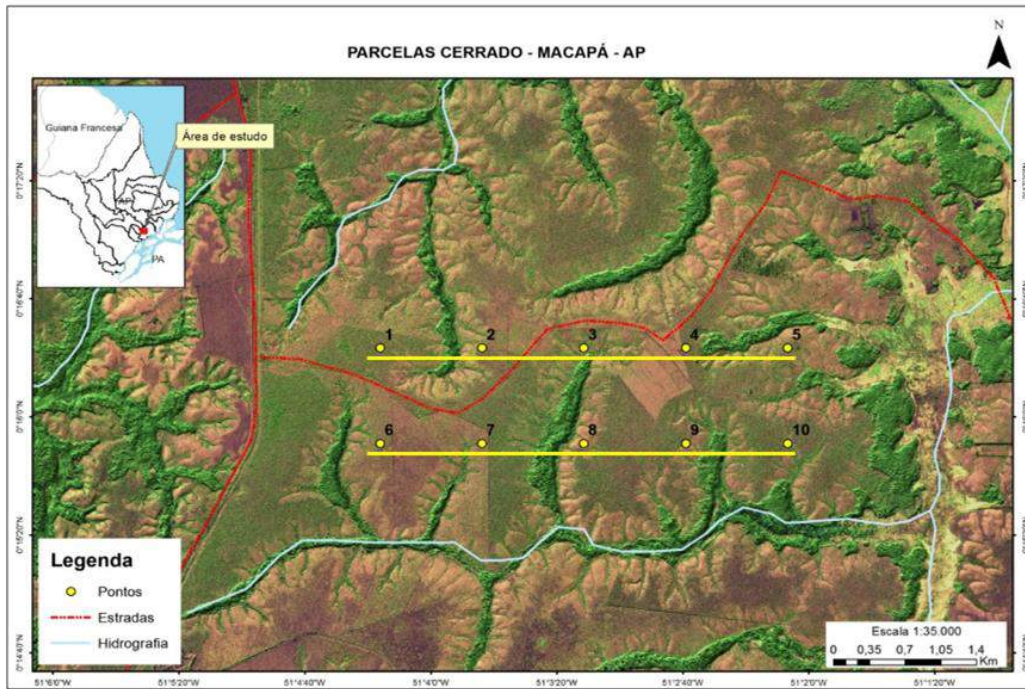 N
PARCELAS CERRADO - MACAPÁ - AP
Guiana Francesa
Área de estudo
AP
PA
0°17'20"N
0°16'40"N
0°16'0"N
0°15'20"N
0°14'40"N
1 2 3 4 5
6 7 8 9 10
Legenda
Pontos
Estradas
Hidrografia
Escala 1:35.000
0 0,35 0,7 1,05 1,4
Km
51°6'0"W 51°5'20"W 51°4'40"W 51°4'0"W 51°3'20"W 51°2'40"W 51°2'0"W 51°1'20"W